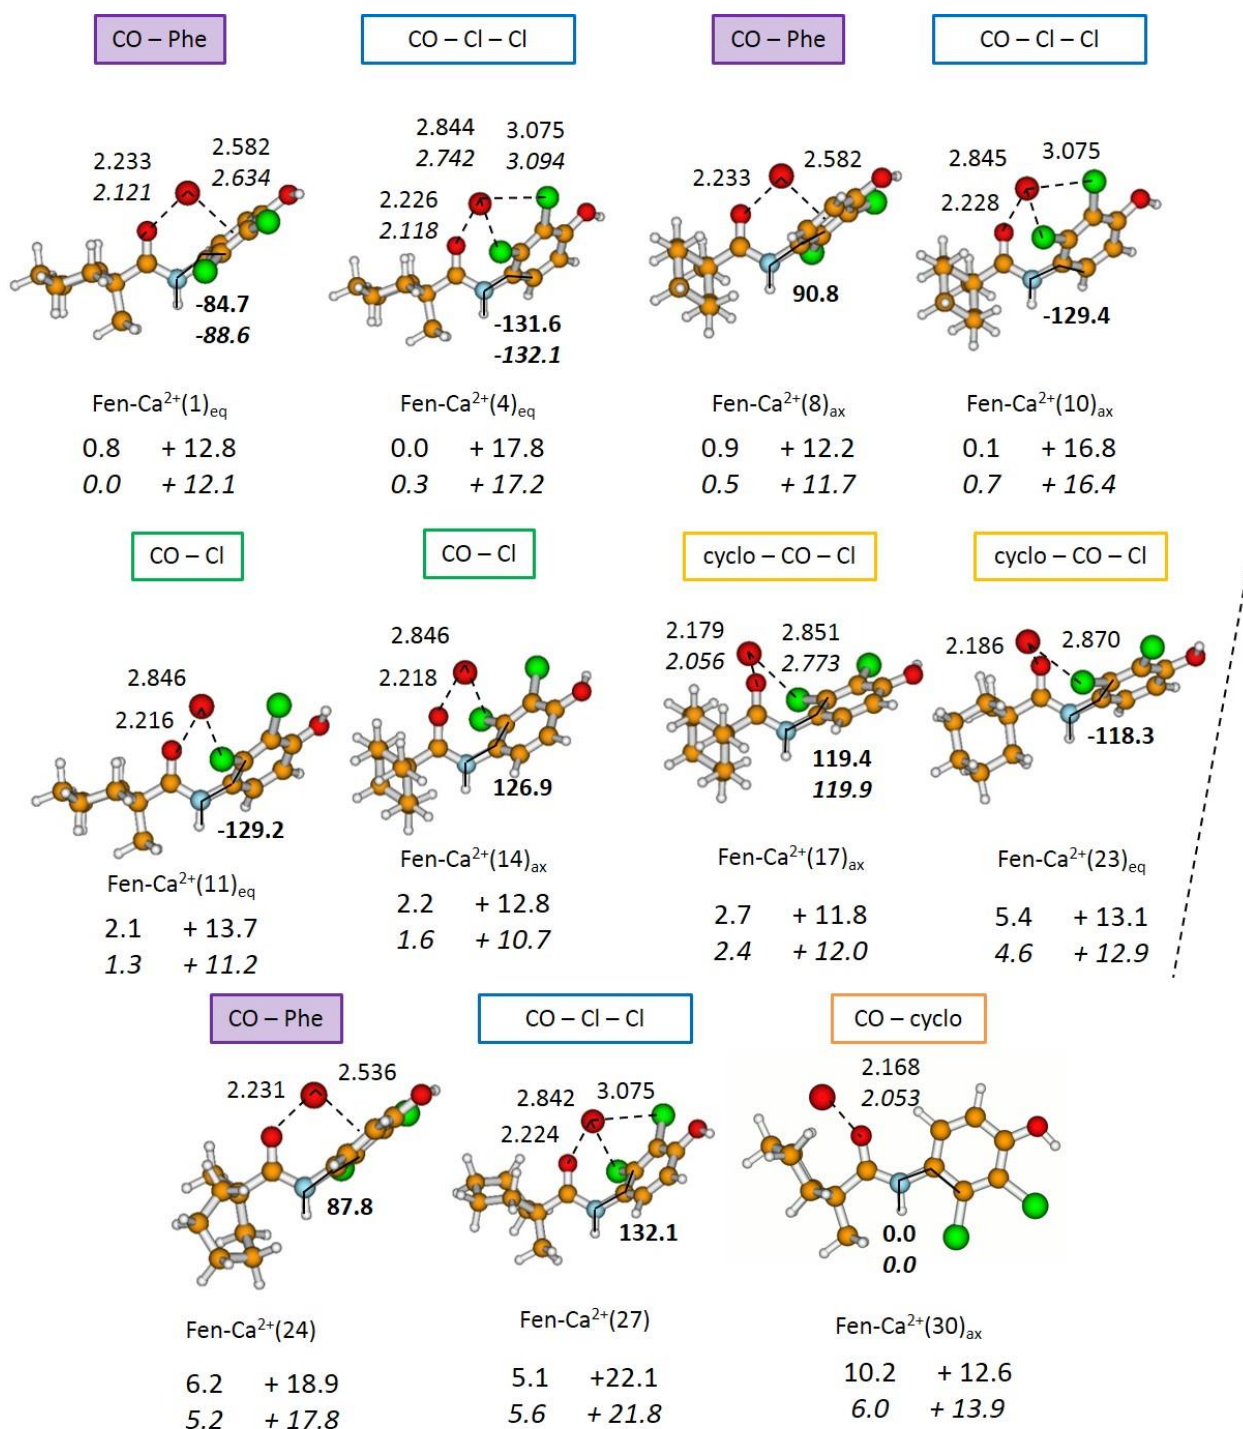 CO – Phe
CO – Cl – Cl
CO – Phe
CO – Cl – Cl
2.233
2.121
2.582
2.634
2.844
2.742
3.075
3.094
2.226
2.118
2.233
2.582
2.845
3.075
2.228
-84.7
-88.6
-131.6
-132.1
90.8
-129.4
Fen-Ca²⁺(1)eq
Fen-Ca²⁺(4)eq
Fen-Ca²⁺(8)ax
Fen-Ca²⁺(10)ax
0.8 + 12.8
0.0 + 12.1
0.0 + 17.8
0.3 + 17.2
0.9 + 12.2
0.5 + 11.7
0.1 + 16.8
0.7 + 16.4
CO – Cl
CO – Cl
cyclo – CO – Cl
cyclo – CO – Cl
2.846
2.216
2.846
2.218
2.179
2.056
2.851
2.773
2.186
2.870
-129.2
126.9
119.4
119.9
-118.3
Fen-Ca²⁺(11)eq
Fen-Ca²⁺(14)ax
Fen-Ca²⁺(17)ax
Fen-Ca²⁺(23)eq
2.1 + 13.7
1.3 + 11.2
2.2 + 12.8
1.6 + 10.7
2.7 + 11.8
2.4 + 12.0
5.4 + 13.1
4.6 + 12.9
CO – Phe
CO – Cl – Cl
CO – cyclo
2.231
2.536
2.842
3.075
2.224
2.168
2.053
87.8
132.1
0.0
0.0
Fen-Ca²⁺(24)
Fen-Ca²⁺(27)
Fen-Ca²⁺(30)ax
6.2 + 18.9
5.2 + 17.8
5.1 +22.1
5.6 + 21.8
10.2 + 12.6
6.0 + 13.9